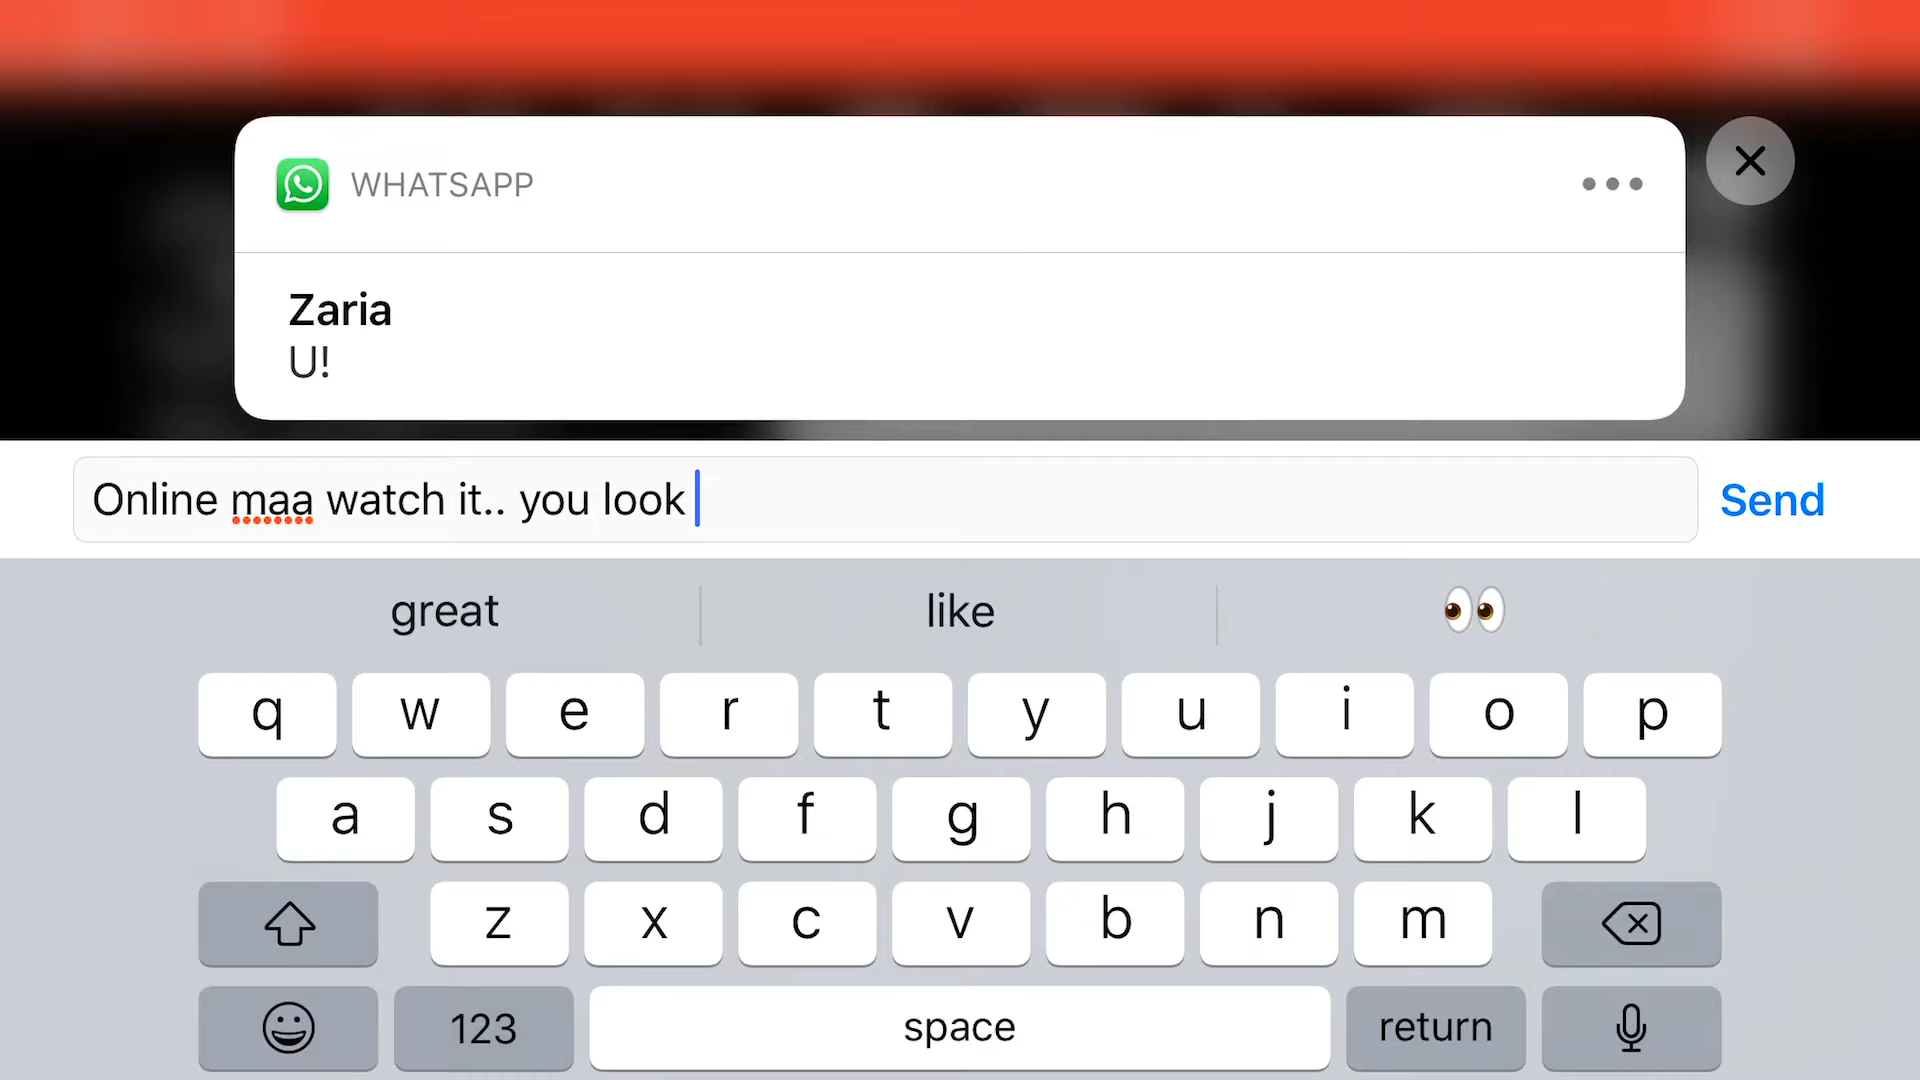 WHATSAPP
Zaria
U!
Online maa watch it.. you look
Send
great like 👀
q w e r t y u i o p
a s d f g h j k l
z x c v b n m
123 space return